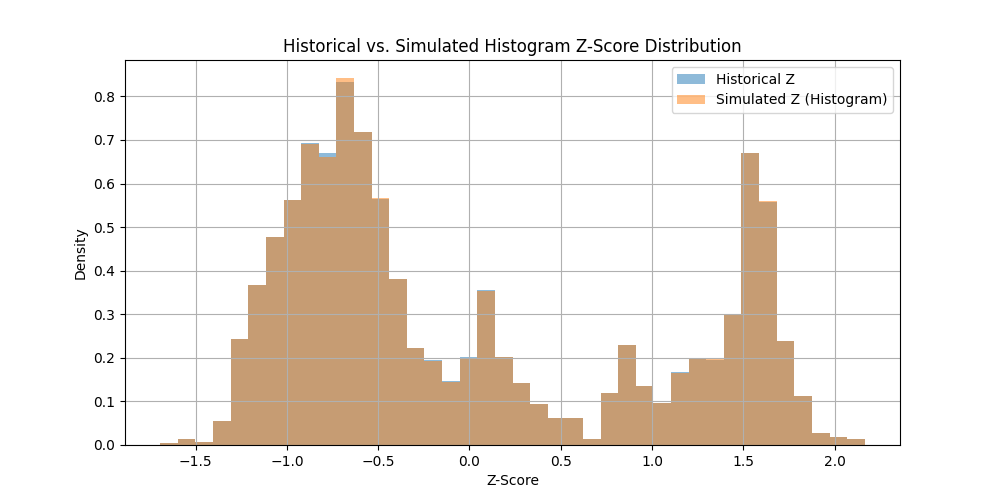 Historical vs. Simulated Histogram Z-Score Distribution
Historical Z
Simulated Z (Histogram)
Density
0.8
0.7
0.6
0.5
0.4
0.3
0.2
0.1
0.0
−1.5 −1.0 −0.5 0.0 0.5 1.0 1.5 2.0
Z-Score